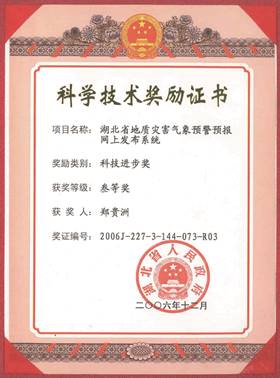 科学技术奖励证书
项目名称：湖北省地质灾害气象预警预报
网上发布系统
奖励类别：科技进步奖
获奖等级：叁等奖
获奖人：郑贵洲
奖证编号：2006J-227-3-144-073-R03
湖北省人民政府
二〇〇六年十二月